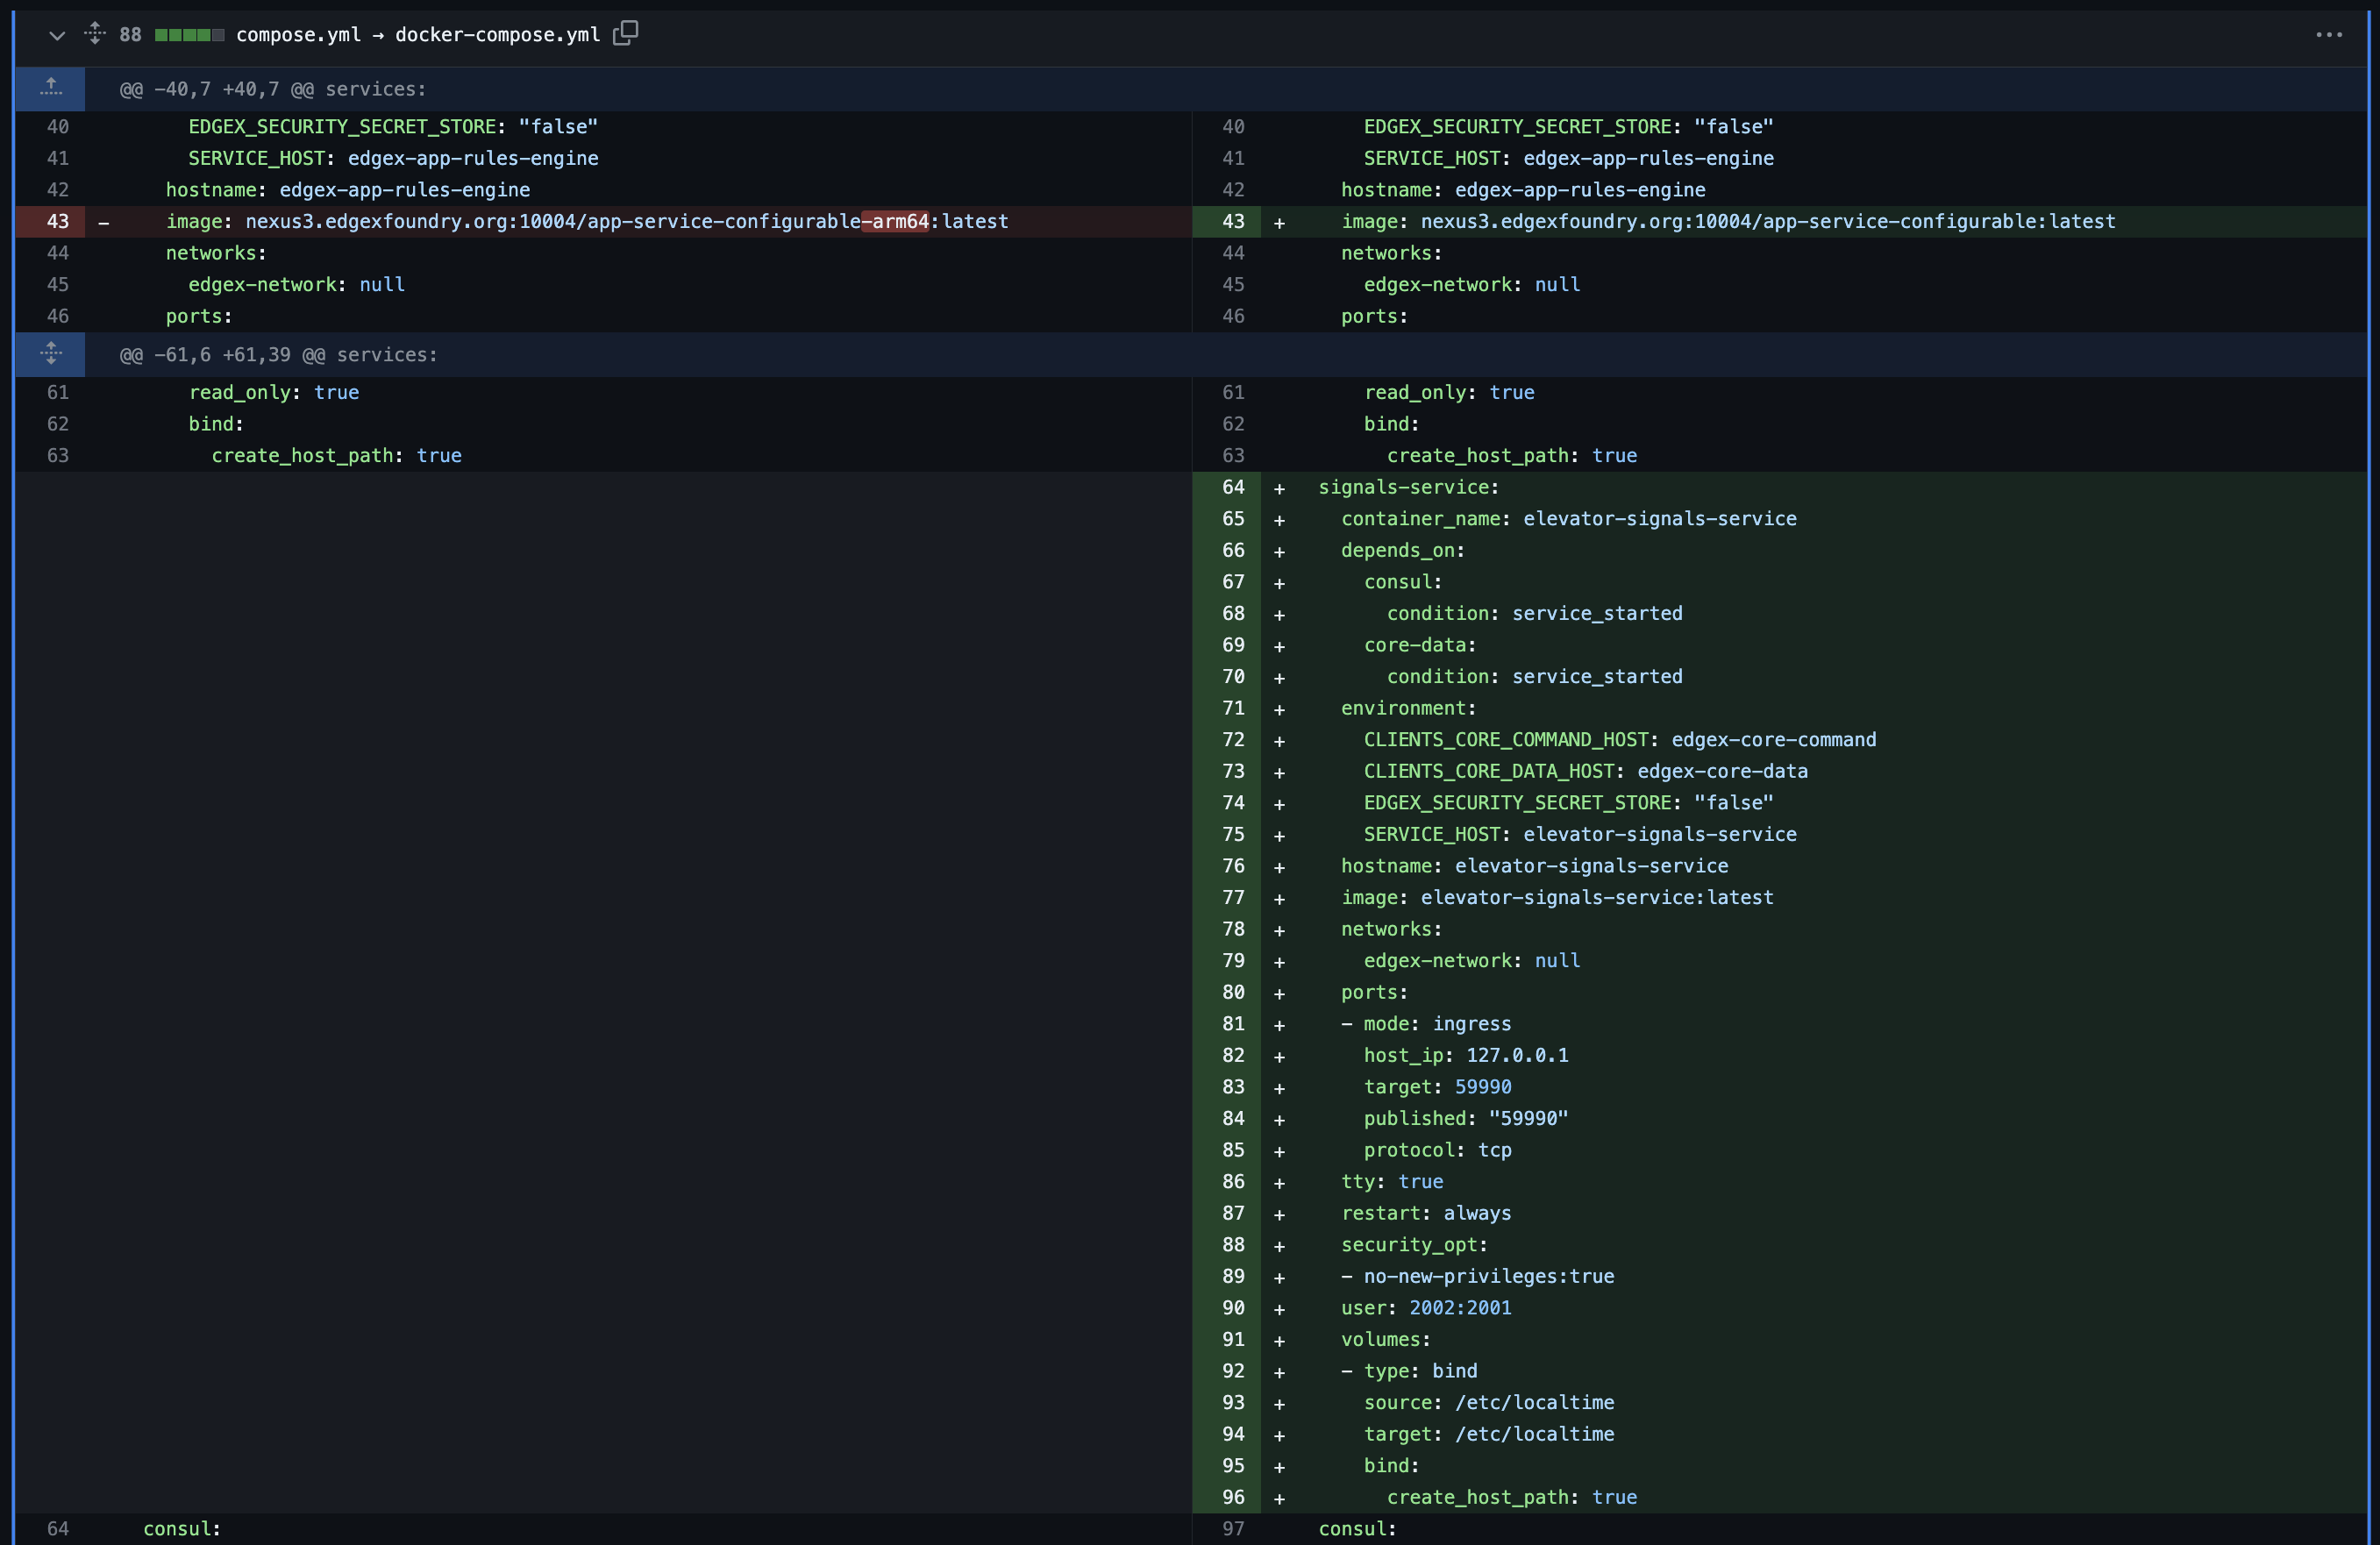 88 compose.yml → docker-compose.yml
@@ -40,7 +40,7 @@ services:
40 EDGEX_SECURITY_SECRET_STORE: "false"
41 SERVICE_HOST: edgex-app-rules-engine
42 hostname: edgex-app-rules-engine
43 - image: nexus3.edgexfoundry.org:10004/app-service-configurable-arm64:latest
44 networks:
45 edgex-network: null
46 ports:
40 EDGEX_SECURITY_SECRET_STORE: "false"
41 SERVICE_HOST: edgex-app-rules-engine
42 hostname: edgex-app-rules-engine
43 + image: nexus3.edgexfoundry.org:10004/app-service-configurable:latest
44 networks:
45 edgex-network: null
46 ports:
@@ -61,6 +61,39 @@ services:
61 read_only: true
62 bind:
63 create_host_path: true
64 consul:
61 read_only: true
62 bind:
63 create_host_path: true
64 + signals-service:
65 + container_name: elevator-signals-service
66 + depends_on:
67 + consul:
68 + condition: service_started
69 + core-data:
70 + condition: service_started
71 + environment:
72 + CLIENTS_CORE_COMMAND_HOST: edgex-core-command
73 + CLIENTS_CORE_DATA_HOST: edgex-core-data
74 + EDGEX_SECURITY_SECRET_STORE: "false"
75 + SERVICE_HOST: elevator-signals-service
76 + hostname: elevator-signals-service
77 + image: elevator-signals-service:latest
78 + networks:
79 + edgex-network: null
80 + ports:
81 + - mode: ingress
82 + host_ip: 127.0.0.1
83 + target: 59990
84 + published: "59990"
85 + protocol: tcp
86 + tty: true
87 + restart: always
88 + security_opt:
89 + - no-new-privileges:true
90 + user: 2002:2001
91 + volumes:
92 + - type: bind
93 + source: /etc/localtime
94 + target: /etc/localtime
95 + bind:
96 + create_host_path: true
97 consul: